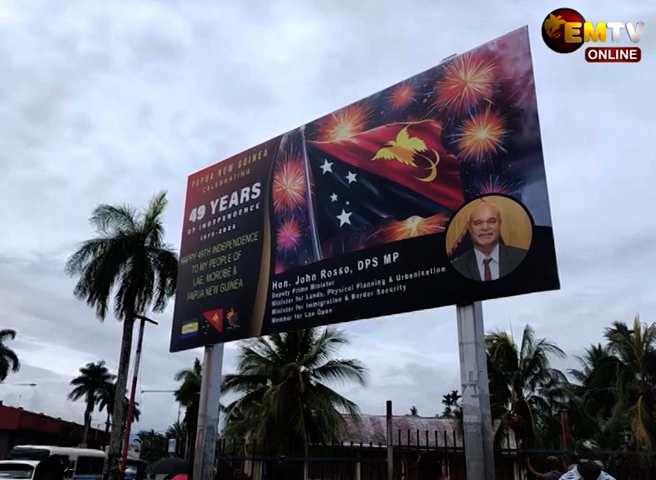 EMTV
ONLINE
PAPUA NEW GUINEA
CELEBRATING
49 YEARS
OF INDEPENDENCE
1975-2024
HAPPY 49TH INDEPENDENCE
TO MY PEOPLE OF
LAE, MOROBE &
PAPUA NEW GUINEA
Hon. John Rosso, DPS MP
Deputy Prime Minister
Minister for Lands, Physical Planning & Urbanisation
Minister for Immigration & Border Security
Member for Lae Open